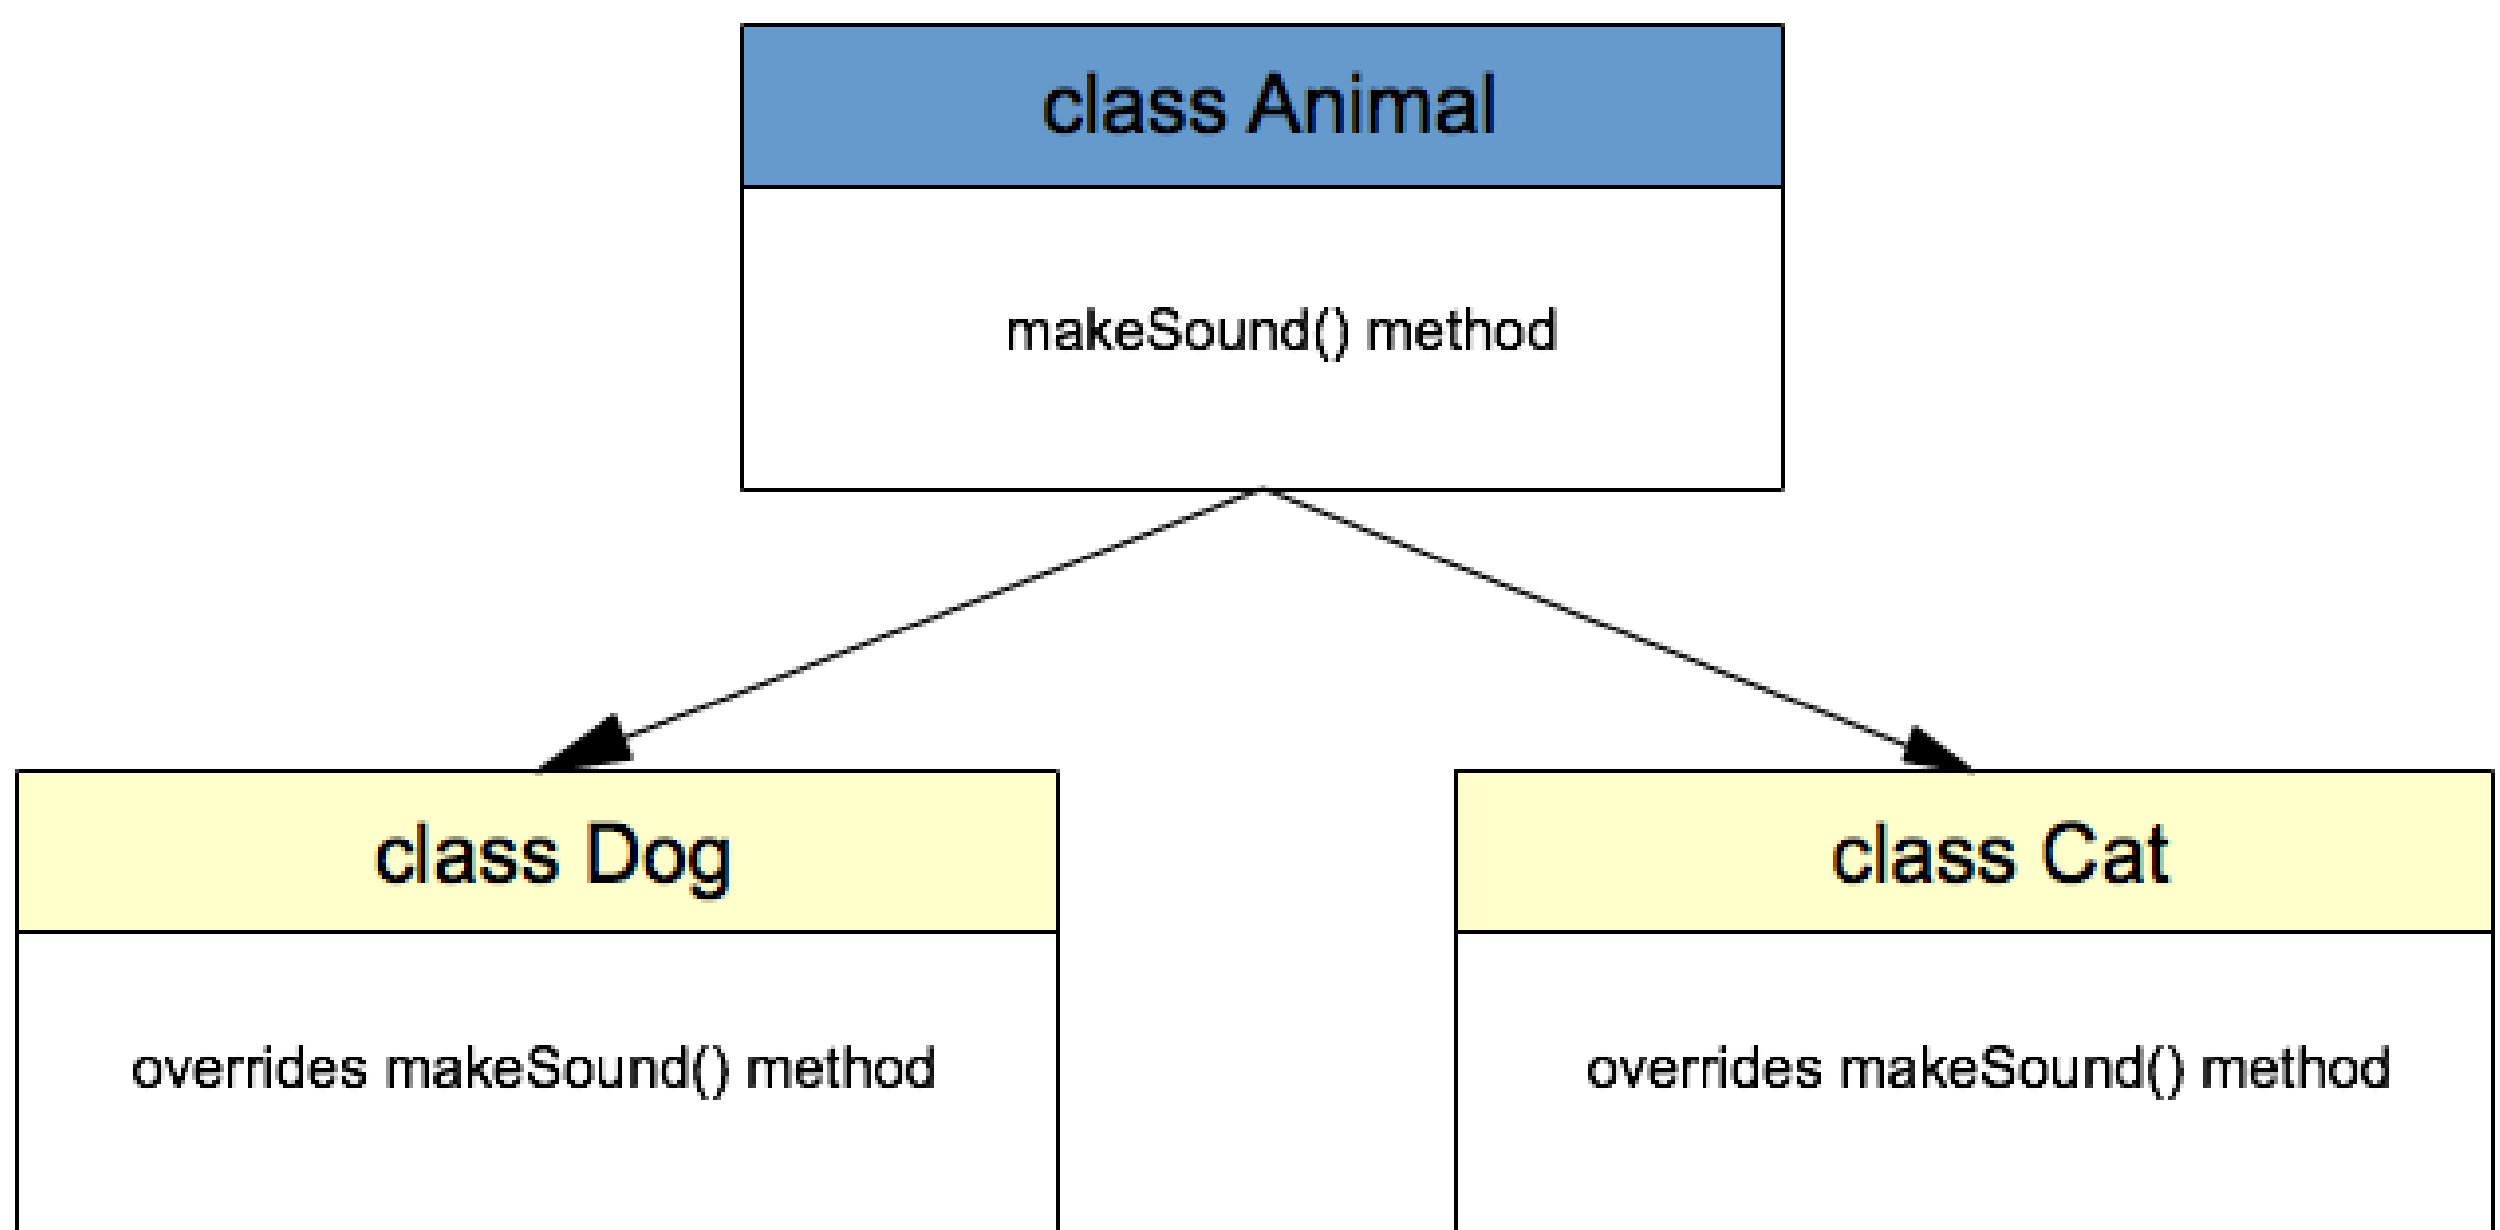 class Animal
makeSound() method
class Dog
class Cat
overrides makeSound() method
overrides makeSound() method